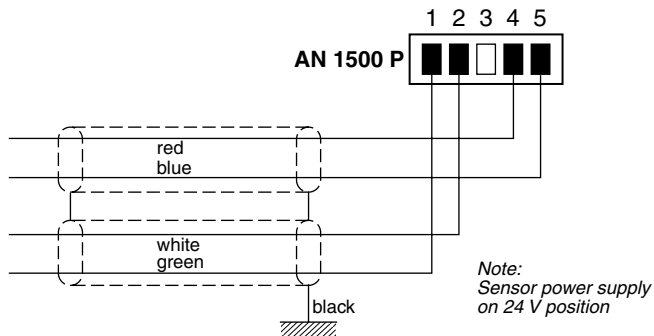 1 2 3 4 5
AN 1500 P
red
blue
white
green
black
Note:
Sensor power supply
on 24 V position